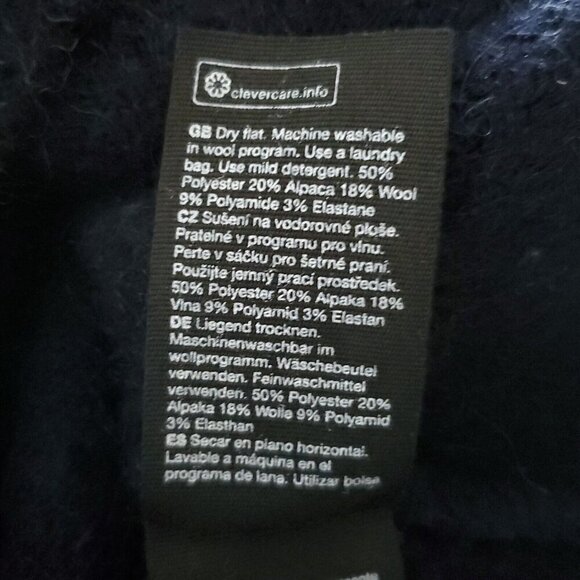 clevercare.info
GB Dry flat. Machine washable
in wool program. Use a laundry
bag. Use mild detergent. 50%
Polyester 20% Alpaca 18% Wool
9% Polyamide 3% Elastane
CZ Sušení na vodorovné ploše.
Pratelné v programu pro vlnu.
Perte v sáčku pro šetrné praní.
Použijte jemný prací prostředek.
50% Polyester 20% Alpaka 18%
Vlna 9% Polyamid 3% Elastan
DE Liegend trocknen.
Maschinenwaschbar im
wollprogramm. Wäschebeutel
verwenden. Feinwaschmittel
verwenden. 50% Polyester 20%
Alpaka 18% Wolle 9% Polyamid
3% Elasthan
ES Secar en plano horizontal.
Lavable a máquina en el
programa de lana. Utilizar bolsa